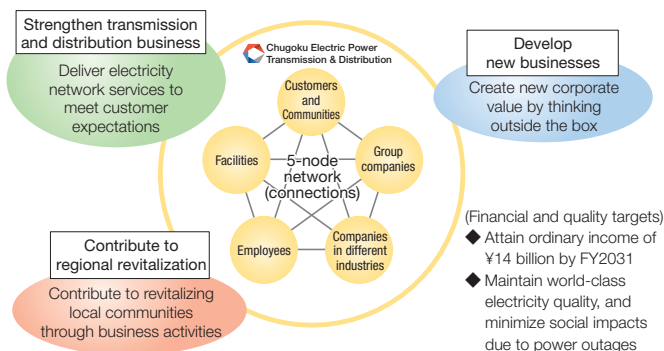 Strengthen transmission
and distribution business
Deliver electricity
network services to
meet customer
expectations
Chugoku Electric Power
Transmission & Distribution
Develop
new businesses
Create new corporate
value by thinking
outside the box
Customers
and
Communities
Facilities
5-node
network
(connections)
Group
companies
Employees
Companies
in different
industries
Contribute to
regional revitalization
Contribute to revitalizing
local communities
through business activities
(Financial and quality targets)
◆ Attain ordinary income of
¥14 billion by FY2031
◆ Maintain world-class
electricity quality, and
minimize social impacts
due to power outages